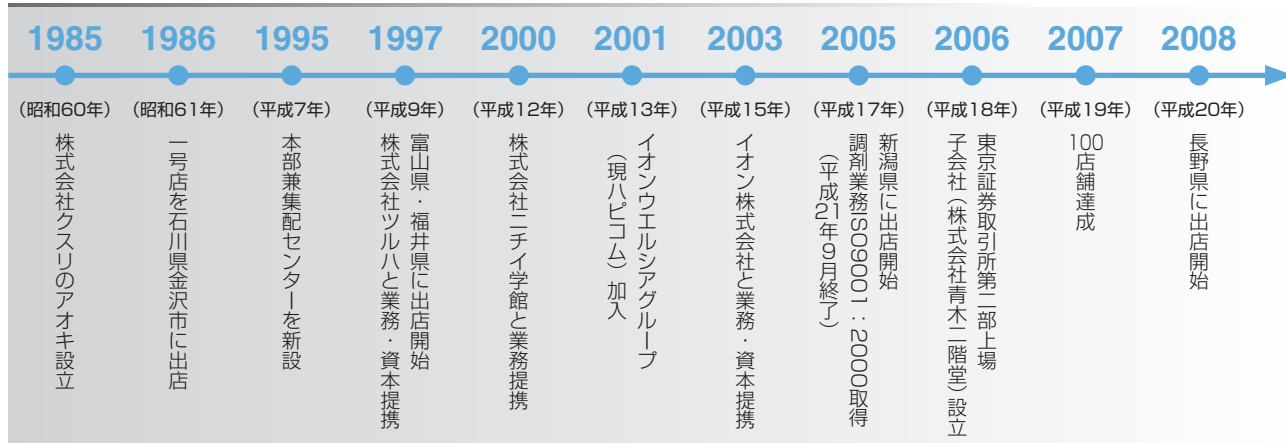 1985
1986
1995
1997
2000
2001
2003
2005
2006
2007
2008
(昭和60年)
(昭和61年)
(平成7年)
(平成9年)
(平成12年)
(平成13年)
(平成15年)
(平成17年)
(平成18年)
(平成19年)
(平成20年)
株式会社クスリのアオキ設立
一号店を石川県金沢市に出店
本部兼集配センターを新設
富山県・福井県に出店開始
株式会社ツルハと業務・資本提携
株式会社ニチイ学館と業務提携
イオンウエルシアグループ
(現ハピコム)加入
イオン株式会社と業務・資本提携
新潟県に出店開始
調剤業務ISO9001:2000取得
(平成21年9月終了)
東京証券取引所第二部上場
子会社(株式会社青木二階堂)設立
100店舗達成
長野県に出店開始